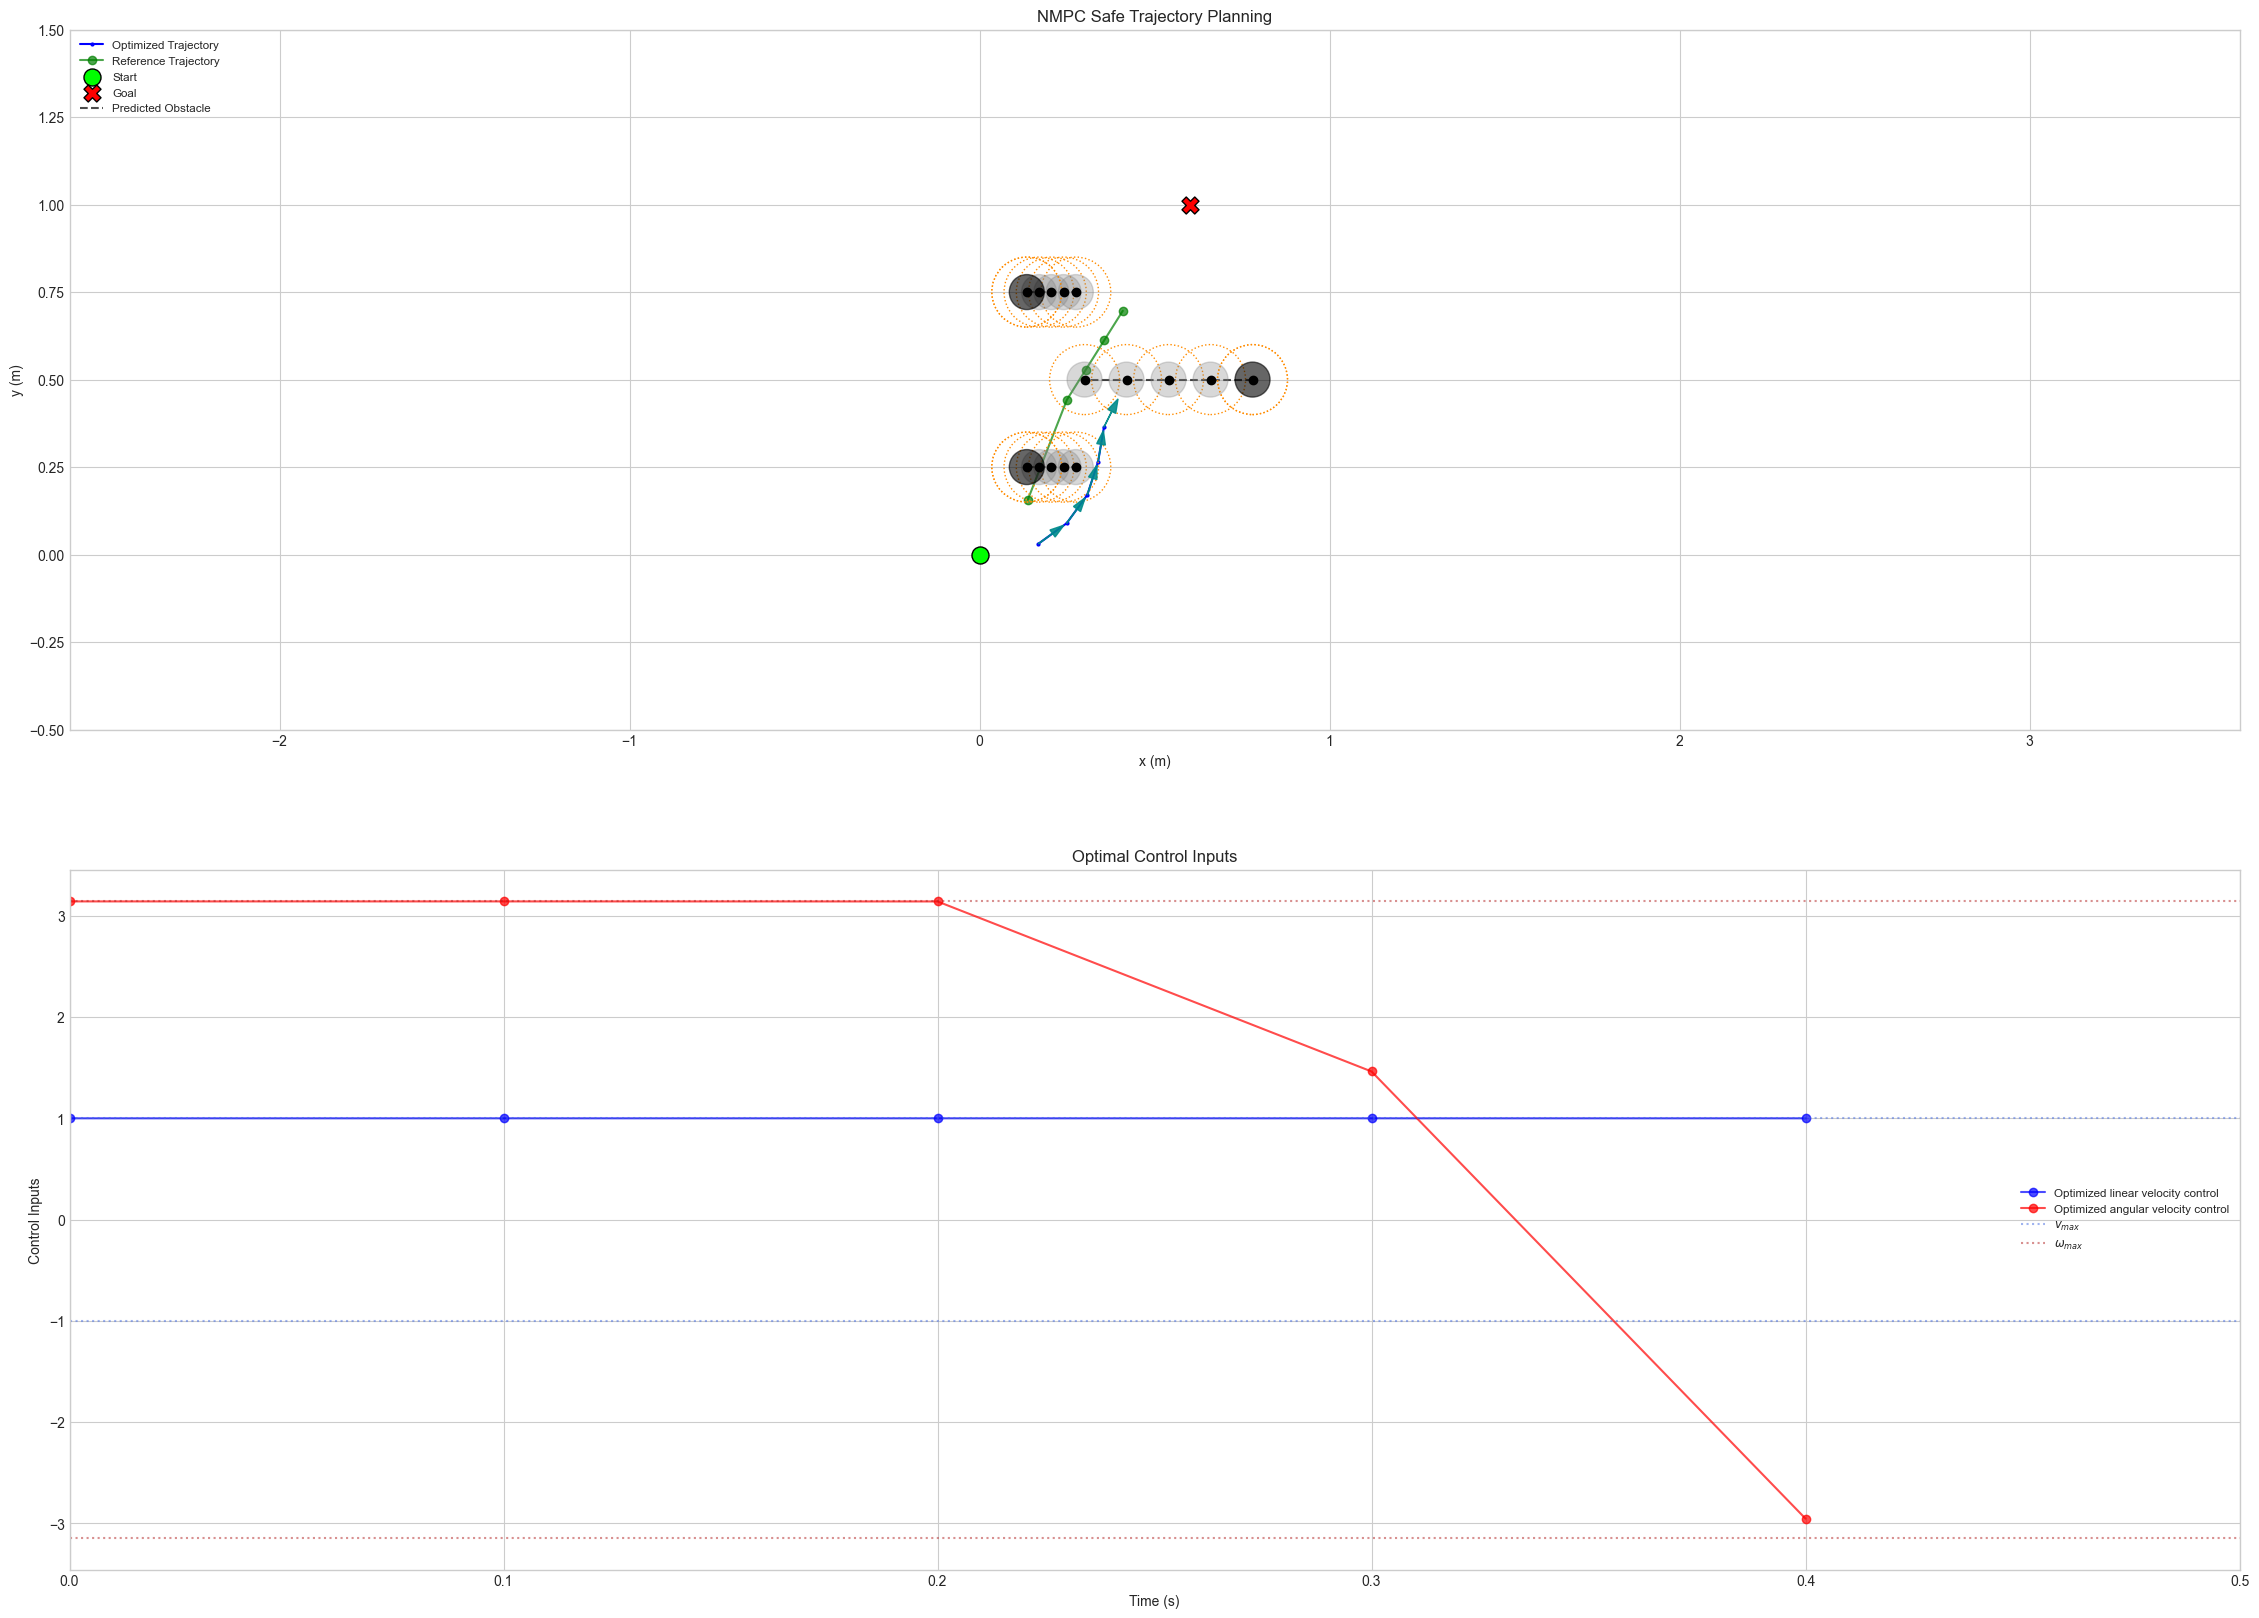 NMPC Safe Trajectory Planning
Optimized Trajectory
Reference Trajectory
Start
Goal
Predicted Obstacle
1.50
1.25
1.00
0.75
0.50
0.25
0.00
−0.25
−0.50
y (m)
−2
−1
0
1
2
3
x (m)
Optimal Control Inputs
3
2
1
0
−1
−2
−3
Control Inputs
Optimized linear velocity control
Optimized angular velocity control
v_max
ω_max
0.0
0.1
0.2
0.3
0.4
0.5
Time (s)